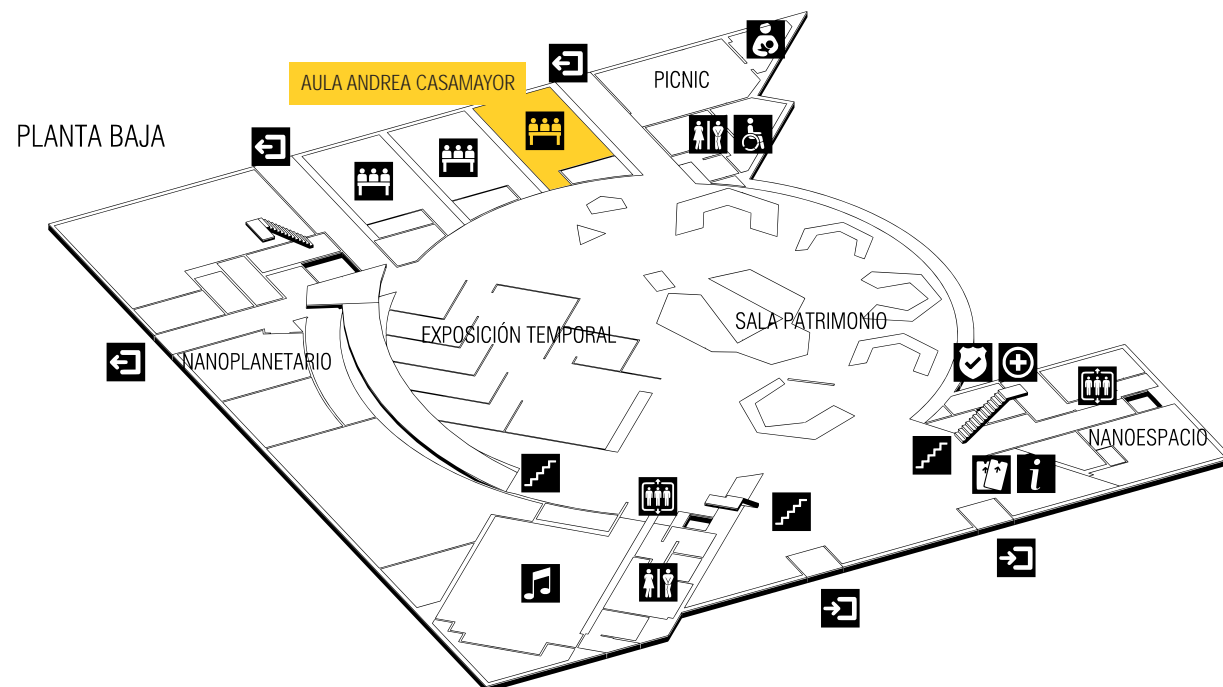 AULA ANDREA CASAMAYOR
PICNIC
PLANTA BAJA
EXPOSICIÓN TEMPORAL
SALA PATRIMONIO
NANOPLANETARIO
NANOESPACIO
i